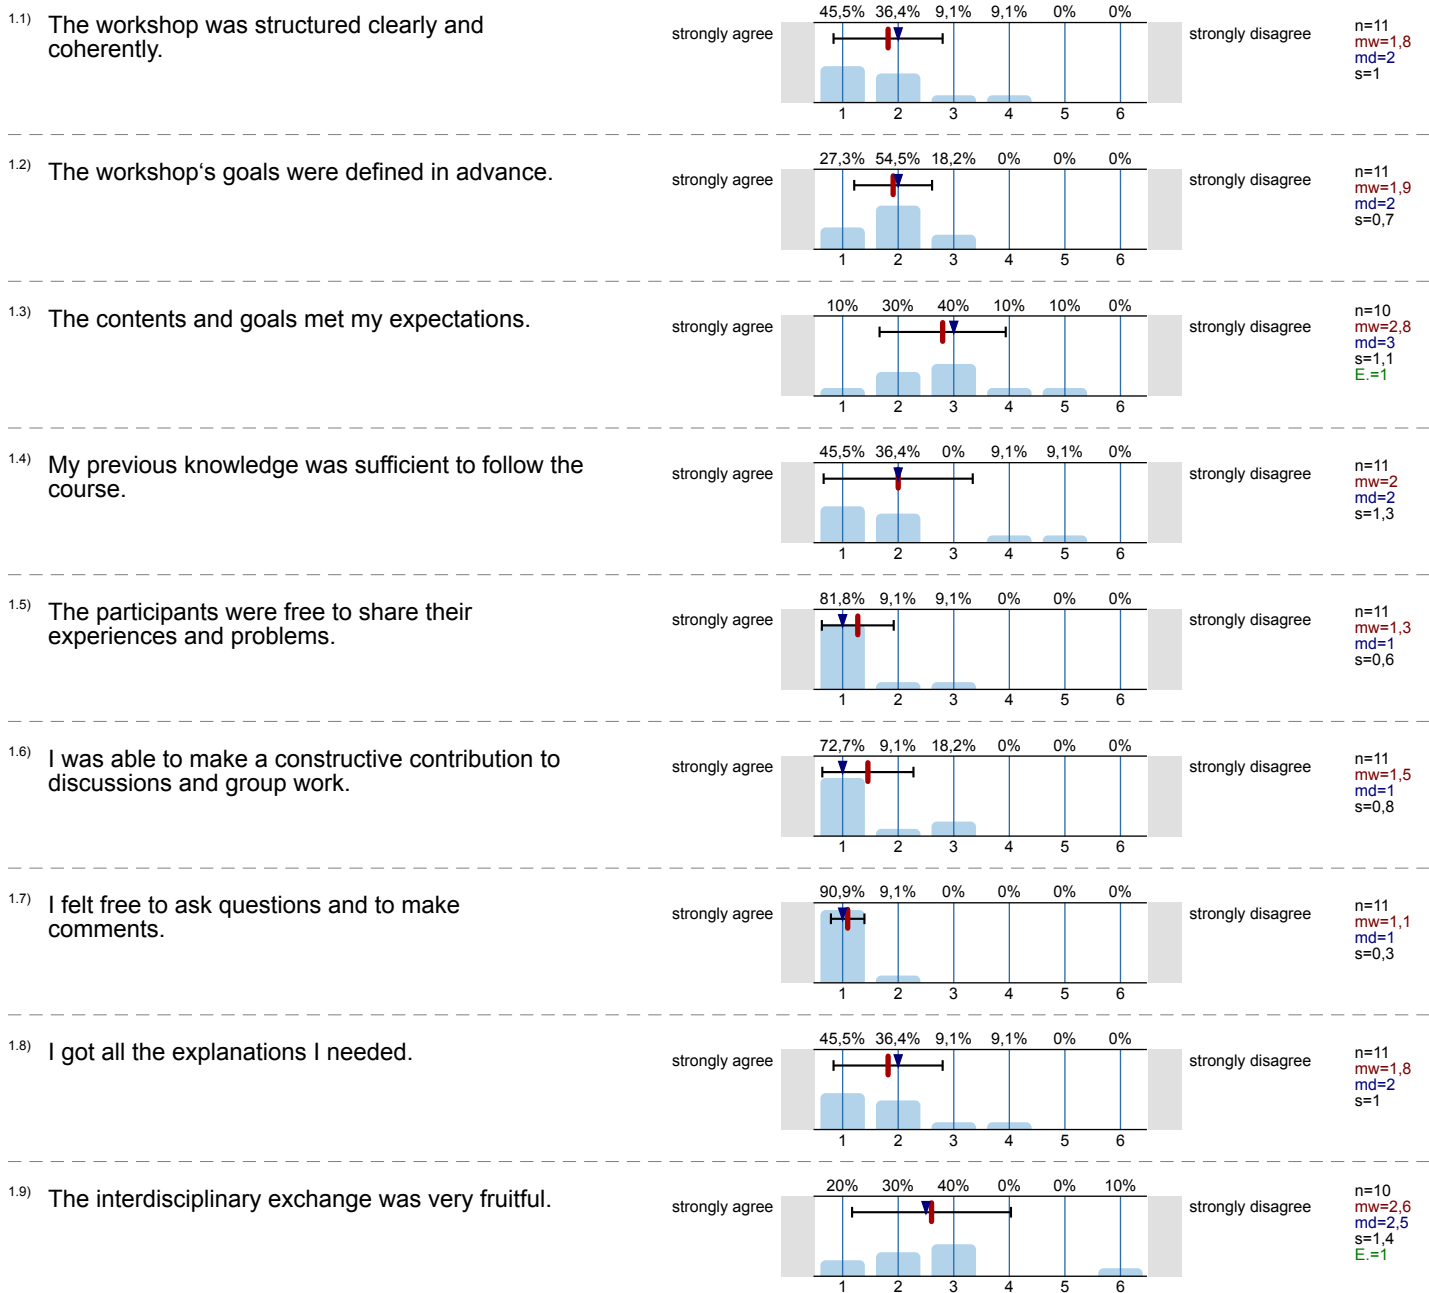 1.1) The workshop was structured clearly and
coherently.
strongly agree
45,5% 36,4% 9,1% 9,1% 0% 0%
1 2 3 4 5 6
strongly disagree
n=11
mw=1,8
md=2
s=1
1.2) The workshop‘s goals were defined in advance.
strongly agree
27,3% 54,5% 18,2% 0% 0% 0%
1 2 3 4 5 6
strongly disagree
n=11
mw=1,9
md=2
s=0,7
1.3) The contents and goals met my expectations.
strongly agree
10% 30% 40% 10% 10% 0%
1 2 3 4 5 6
strongly disagree
n=10
mw=2,8
md=3
s=1,1
E.=1
1.4) My previous knowledge was sufficient to follow the
course.
strongly agree
45,5% 36,4% 0% 9,1% 9,1% 0%
1 2 3 4 5 6
strongly disagree
n=11
mw=2
md=2
s=1,3
1.5) The participants were free to share their
experiences and problems.
strongly agree
81,8% 9,1% 9,1% 0% 0% 0%
1 2 3 4 5 6
strongly disagree
n=11
mw=1,3
md=1
s=0,6
1.6) I was able to make a constructive contribution to
discussions and group work.
strongly agree
72,7% 9,1% 18,2% 0% 0% 0%
1 2 3 4 5 6
strongly disagree
n=11
mw=1,5
md=1
s=0,8
1.7) I felt free to ask questions and to make
comments.
strongly agree
90,9% 9,1% 0% 0% 0% 0%
1 2 3 4 5 6
strongly disagree
n=11
mw=1,1
md=1
s=0,3
1.8) I got all the explanations I needed.
strongly agree
45,5% 36,4% 9,1% 9,1% 0% 0%
1 2 3 4 5 6
strongly disagree
n=11
mw=1,8
md=2
s=1
1.9) The interdisciplinary exchange was very fruitful.
strongly agree
20% 30% 40% 0% 0% 10%
1 2 3 4 5 6
strongly disagree
n=10
mw=2,6
md=2,5
s=1,4
E.=1